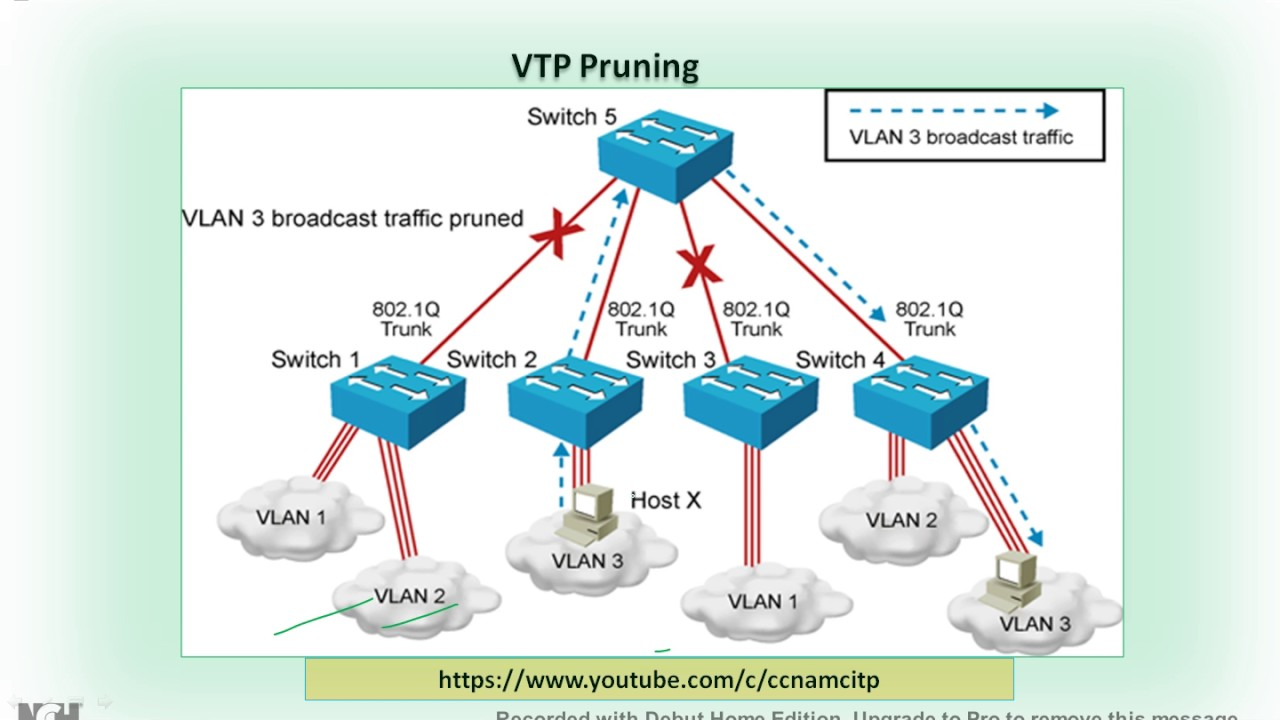 VTP Pruning
Switch 5
VLAN 3 broadcast traffic
VLAN 3 broadcast traffic pruned
802.1Q
Trunk
802.1Q
Trunk
802.1Q
Trunk
802.1Q
Trunk
Switch 1
Switch 2
Switch 3
Switch 4
VLAN 1
VLAN 2
Host X
VLAN 3
VLAN 1
VLAN 2
VLAN 3
https://www.youtube.com/c/ccnamcitp
Recorded with Debut Home Edition. Upgrade to Pro to remove this message
NCH